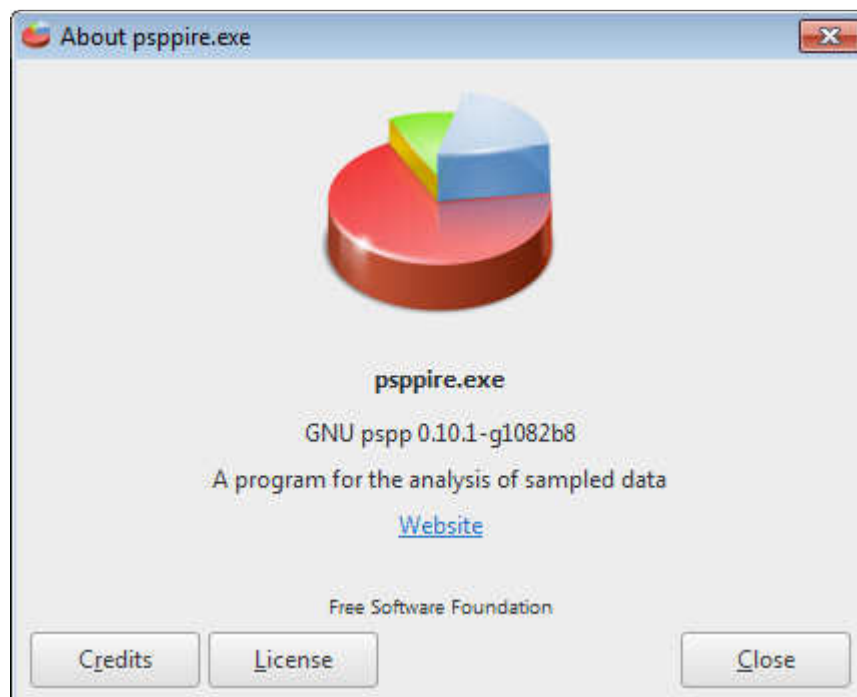 About psppire.exe
psppire.exe
GNU pspp 0.10.1-g1082b8
A program for the analysis of sampled data
Website
Free Software Foundation
Credits License Close